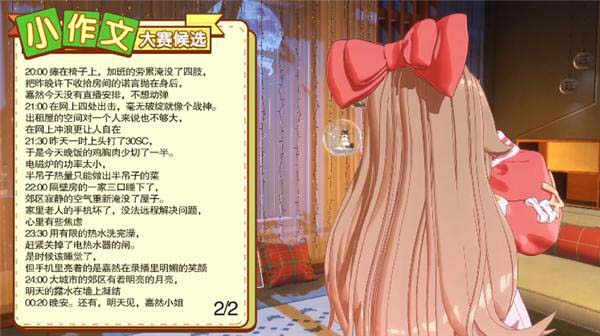 小作文
大赛候选
20:00 瘫在椅子上，加班的劳累淹没了四肢，
把昨晚许下收拾房间的诺言抛在身后，
嘉然今天没有直播安排，不想动弹
21:00 在网上四处出击，毫无破绽就像个战神。
出租屋的空间对一个人来说也不够大，
在网上冲浪更让人自在
21:30 昨天一时上头打了30SC，
于是今天晚饭的鸡胸肉少切了一半。
电磁炉的功率太小，
半吊子热量只能做出半吊子的菜
22:00 隔壁房的一家三口睡下了，
郊区寂静的空气重新淹没了屋子。
家里老人的手机坏了，没法远程解决问题，
心里有些焦虑
23:30 用有限的热水洗完澡，
赶紧关掉了电热水器的闸。
是时候该睡觉了，
但手机里亮着的是嘉然在录播里明媚的笑颜
24:00 大城市的郊区有着明亮的月亮，
明天的露水在墙上凝结
00:20 晚安。还有，明天见，嘉然小姐
2/2